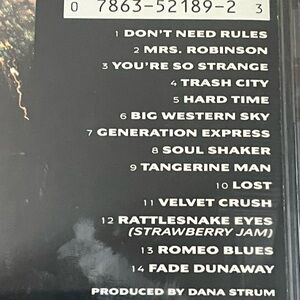 0 7863-52189-2 3
1 DON'T NEED RULES
2 MRS. ROBINSON
3 YOU'RE SO STRANGE
4 TRASH CITY
5 HARD TIME
6 BIG WESTERN SKY
7 GENERATION EXPRESS
8 SOUL SHAKER
9 TANGERINE MAN
10 LOST
11 VELVET CRUSH
12 RATTLESNAKE EYES
(STRAWBERRY JAM)
13 ROMEO BLUES
14 FADE DUNAWAY
PRODUCED BY DANA STRUM